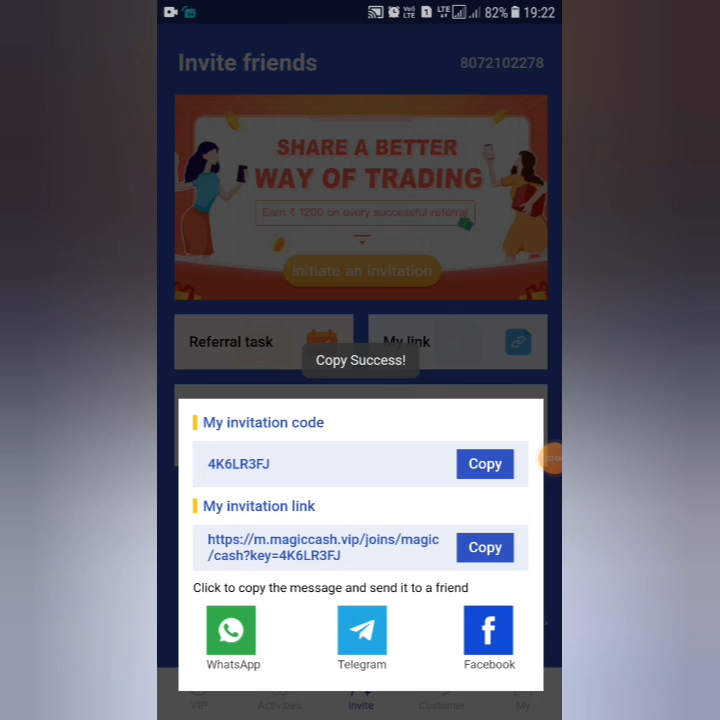 82% 19:22
Invite friends
8072102278
SHARE A BETTER
WAY OF TRADING
Earn ₹ 1200 on every successful referral
Initiate an invitation
Referral task
My link
Copy Success!
My invitation code
4K6LR3FJ
Copy
My invitation link
https://m.magiccash.vip/joins/magic
/cash?key=4K6LR3FJ
Copy
Click to copy the message and send it to a friend
WhatsApp
Telegram
Facebook
VIP
Activities
Invite
Customer
My